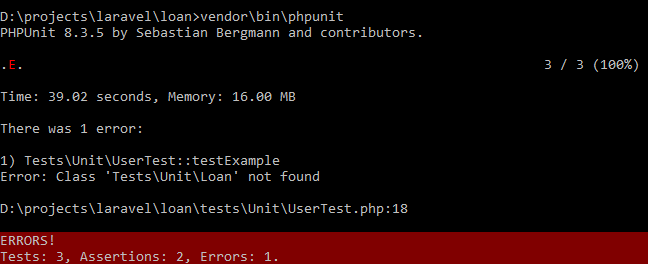 D:\projects\laravel\loan>vendor\bin\phpunit
PHPUnit 8.3.5 by Sebastian Bergmann and contributors.
.E. 3 / 3 (100%)
Time: 39.02 seconds, Memory: 16.00 MB
There was 1 error:
1) Tests\Unit\UserTest::testExample
Error: Class 'Tests\Unit\Loan' not found
D:\projects\laravel\loan\tests\Unit\UserTest.php:18
ERRORS!
Tests: 3, Assertions: 2, Errors: 1.